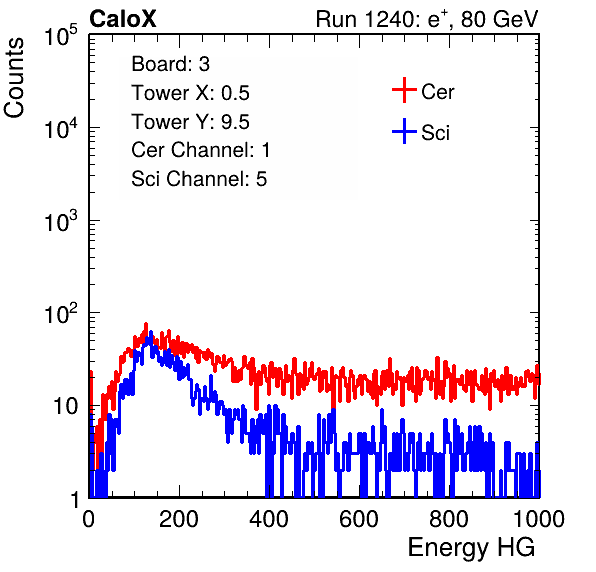 CaloX Run 1240: e⁺, 80 GeV
Counts
Board: 3
Tower X: 0.5
Tower Y: 9.5
Cer Channel: 1
Sci Channel: 5
Cer
Sci
10⁵
10⁴
10³
10²
10
1
0 200 400 600 800 1000
Energy HG